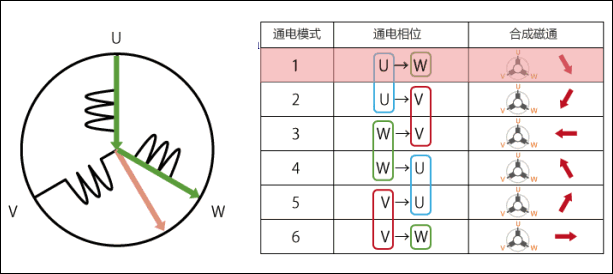 U
V
W
通电模式 通电相位 合成磁通
1 U→W U V W
2 U→V U V W
3 W→V U V W
4 W→U U V W
5 V→U U V W
6 V→W U V W